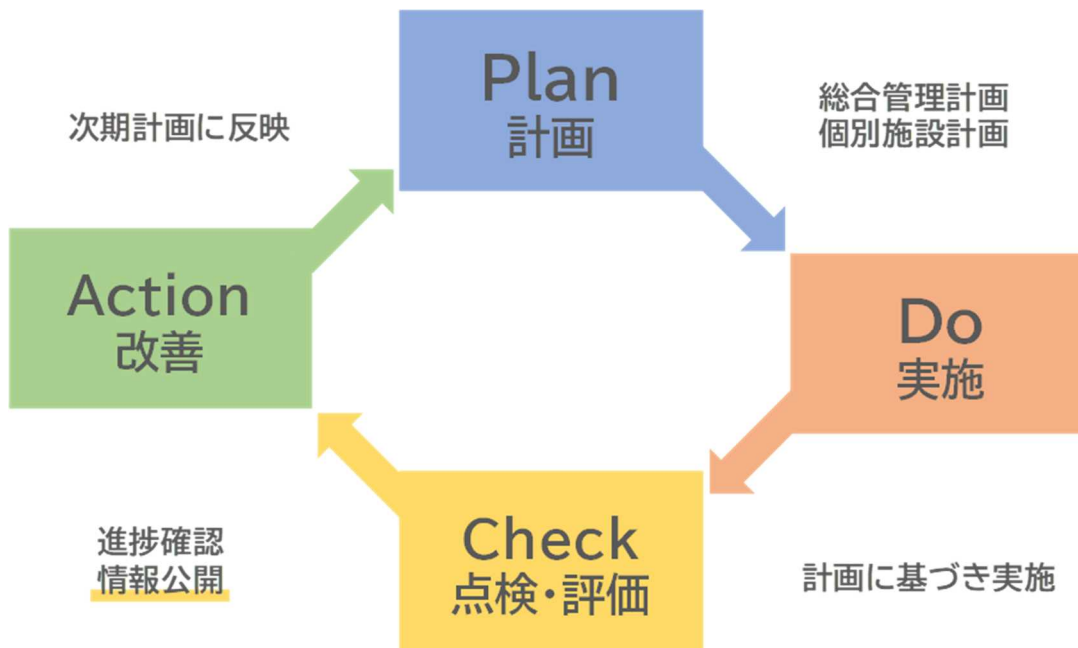 Plan
計画
総合管理計画
個別施設計画
Do
実施
計画に基づき実施
Check
点検・評価
進捗確認
情報公開
Action
改善
次期計画に反映